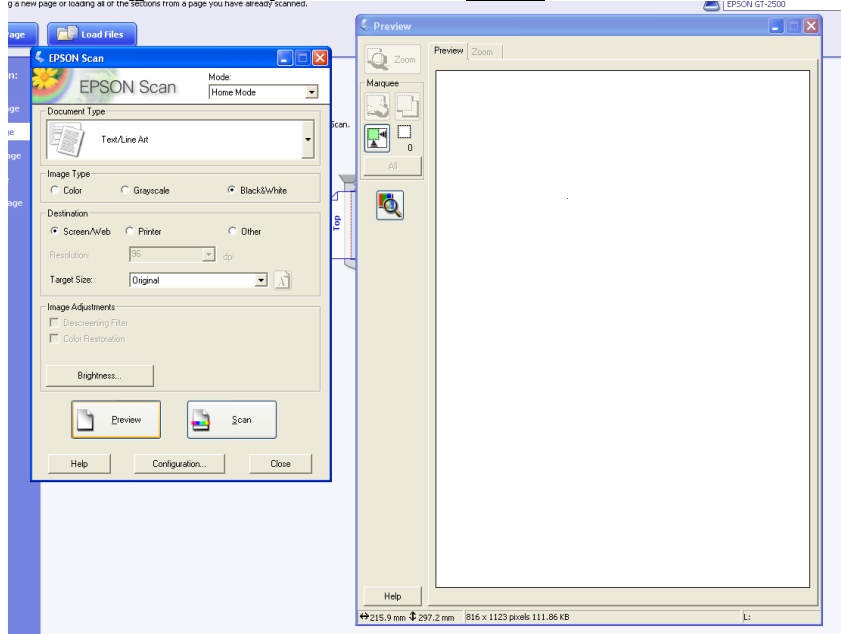 g a new page or loading all of the sections from a page you have already scanned.
EPSON GT-2500
Page
Load Files
Preview
EPSON Scan
Zoom
Preview
Zoom
n:
EPSON Scan
Mode:
Home Mode
Marquee
ge
Document Type
Text/Line Art
Scan.
e
0
age
All
Image Type
Color
Grayscale
Black&White
age
Destination
Screen/Web
Printer
Other
Top
Resolution:
96
dpi
Target Size:
Original
Image Adjustments
Descreening Filter
Color Restoration
Brightness...
Preview
Scan
Help
Configuration...
Close
Help
215.9 mm
297.2 mm
816 x 1123 pixels 111.86 KB
L: